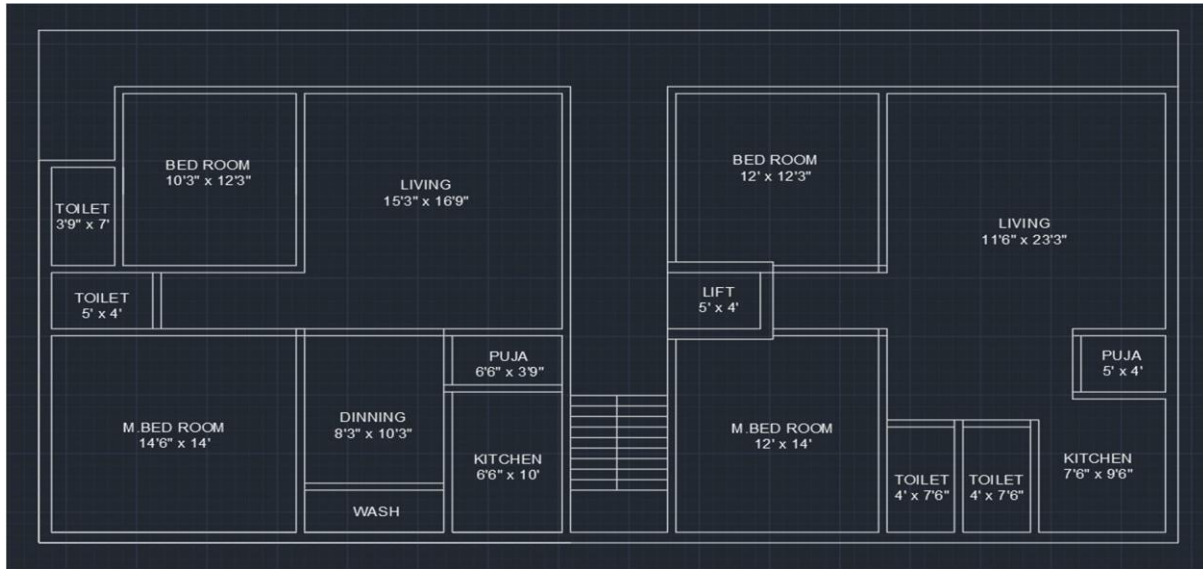 BED ROOM
10'3" x 12'3"
LIVING
15'3" x 16'9"
TOILET
3'9" x 7'
TOILET
5' x 4'
M.BED ROOM
14'6" x 14'
DINNING
8'3" x 10'3"
WASH
PUJA
6'6" x 3'9"
KITCHEN
6'6" x 10'
BED ROOM
12' x 12'3"
LIVING
11'6" x 23'3"
LIFT
5' x 4'
PUJA
5' x 4'
M.BED ROOM
12' x 14'
TOILET
4' x 7'6"
TOILET
4' x 7'6"
KITCHEN
7'6" x 9'6"